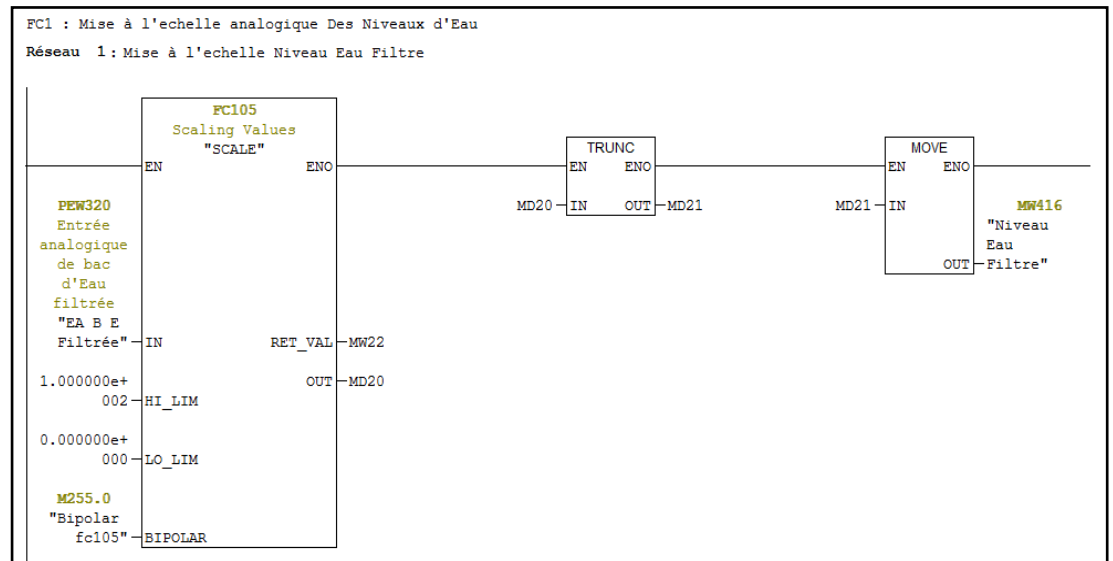 FC1 : Mise à l'echelle analogique Des Niveaux d'Eau
Réseau 1 : Mise à l'echelle Niveau Eau Filtre
FC105
Scaling Values
"SCALE"
EN ENO
PEW320
Entrée
analogique
de bac
d'Eau
filtrée
"EA B E
Filtrée" IN
RET_VAL MW22
OUT MD20
1.000000e+
002 HI_LIM
0.000000e+
000 LO_LIM
M255.0
"Bipolar
fc105" BIPOLAR
TRUNC
EN ENO
MD20 IN OUT MD21
MOVE
EN ENO
MD21 IN
MW416
"Niveau
Eau
OUT Filtre"